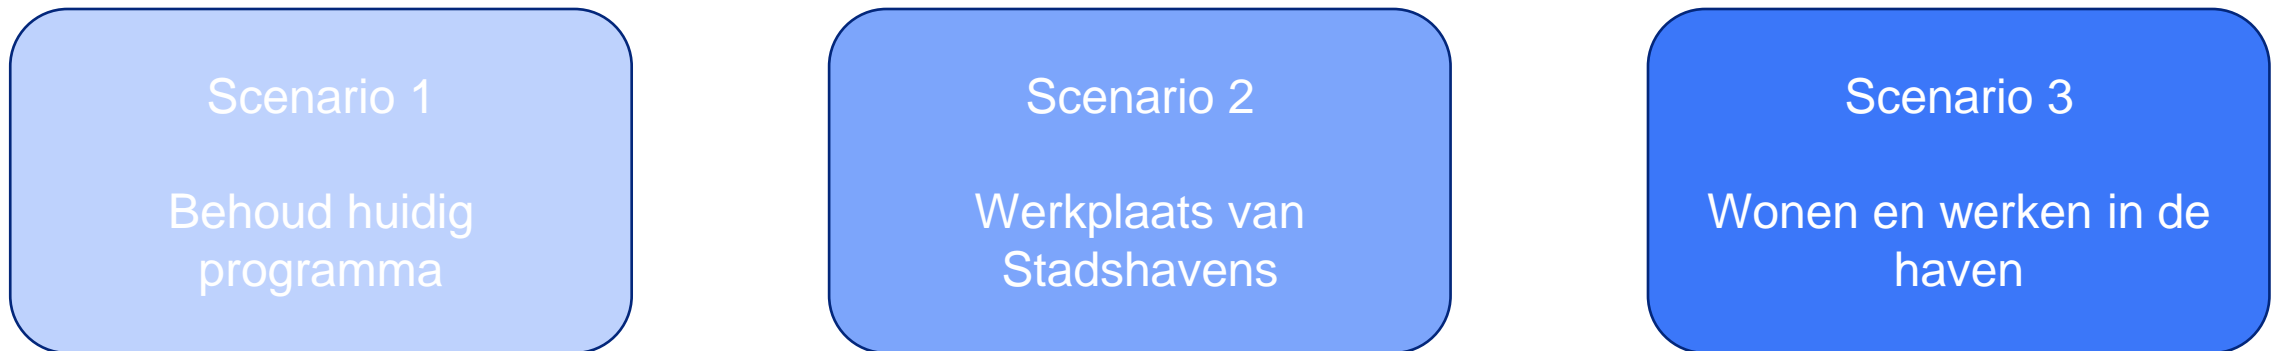 Scenario 1
Behoud huidig
programma
Scenario 2
Werkplaats van
Stadshavens
Scenario 3
Wonen en werken in de
haven